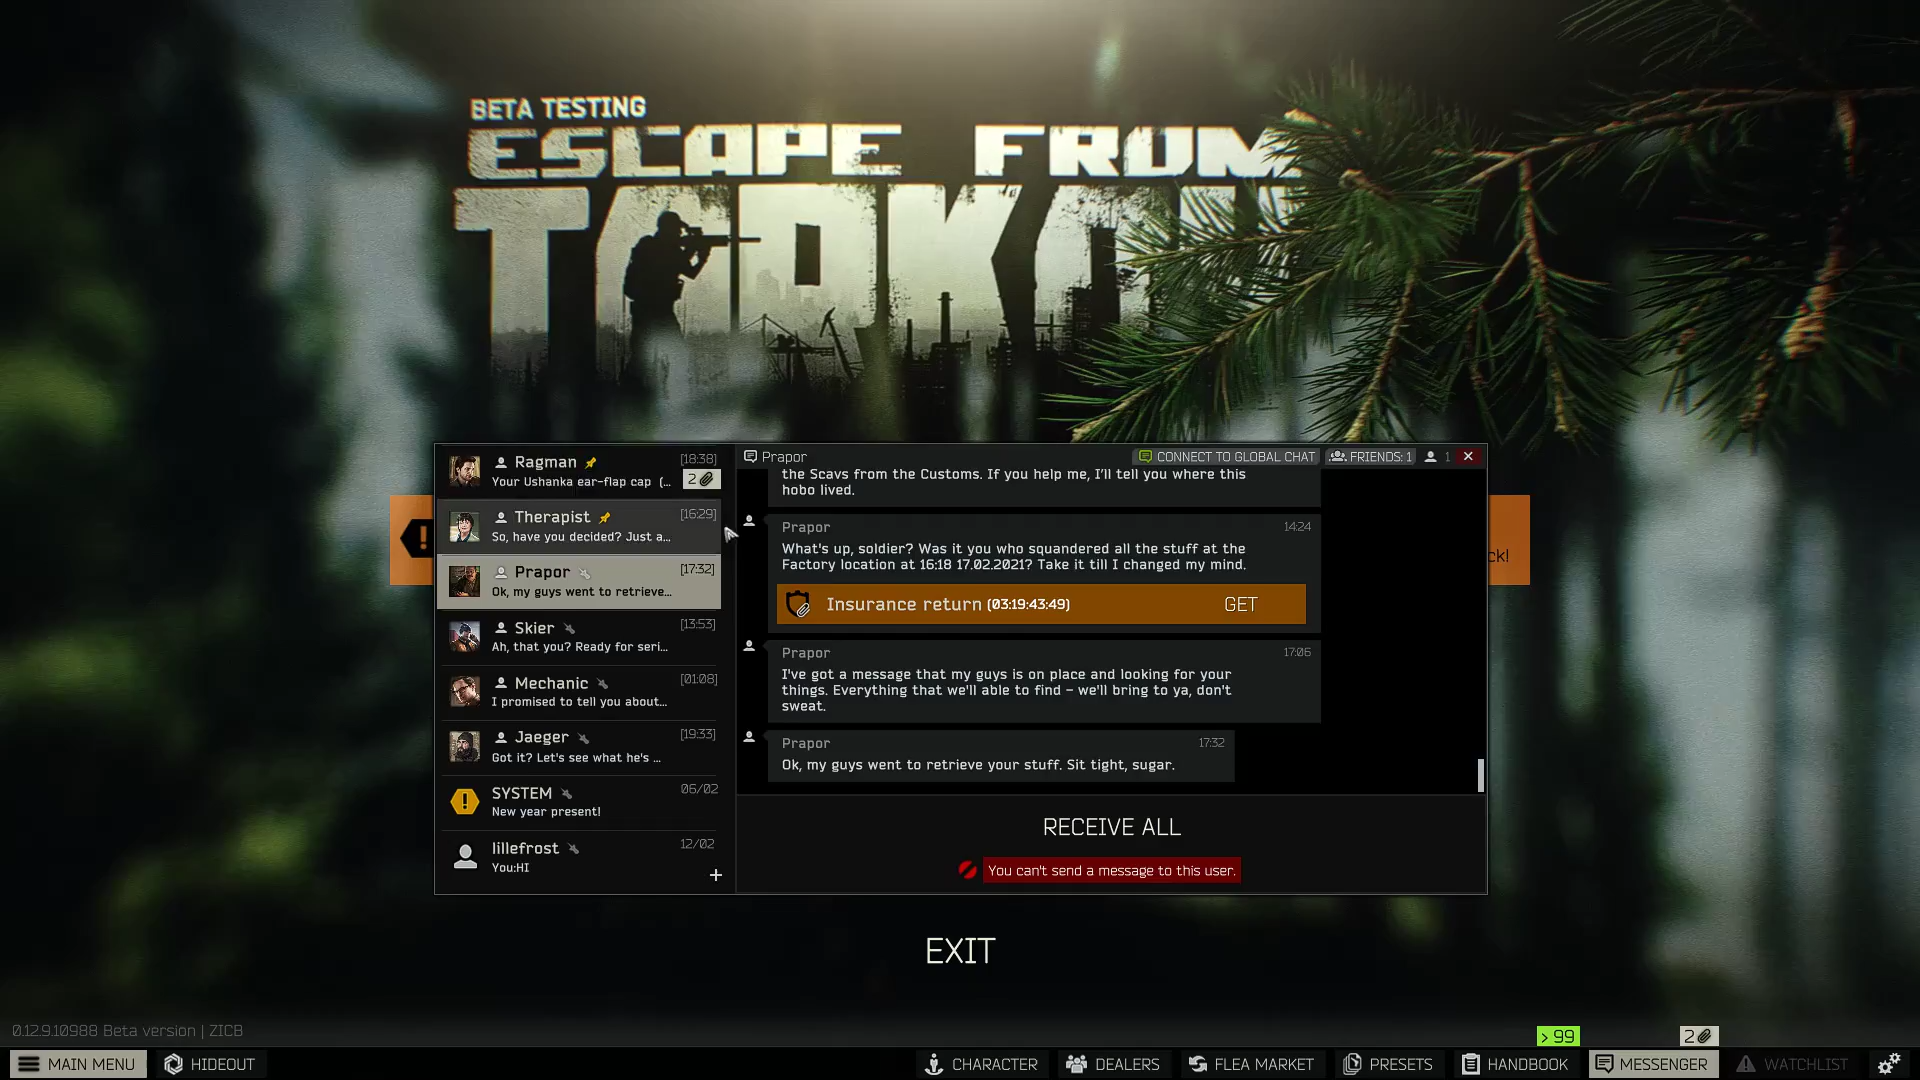 BETA TESTING
ESCAPE FROM
TARKOV
Ragman
[18:38]
Your Ushanka ear-flap cap (...
2
Therapist
[16:29]
So, have you decided? Just a...
Prapor
[17:32]
Ok, my guys went to retrieve...
Skier
[13:53]
Ah, that you? Ready for seri...
Mechanic
[01:08]
I promised to tell you about...
Jaeger
[19:33]
Got it? Let's see what he's ...
SYSTEM
06/02
New year present!
lillefrost
12/02
You:HI
+
Prapor
CONNECT TO GLOBAL CHAT
FRIENDS: 1
1
the Scavs from the Customs. If you help me, I'll tell you where this
hobo lived.
Prapor
14:24
What's up, soldier? Was it you who squandered all the stuff at the
Factory location at 16:18 17.02.2021? Take it till I changed my mind.
Insurance return (03:19:43:49)
GET
Prapor
17:06
I've got a message that my guys is on place and looking for your
things. Everything that we'll able to find – we'll bring to ya, don't
sweat.
Prapor
17:32
Ok, my guys went to retrieve your stuff. Sit tight, sugar.
RECEIVE ALL
You can't send a message to this user.
ck!
EXIT
0.12.9.10988 Beta version | ZICB
> 99
2
MAIN MENU
HIDEOUT
CHARACTER
DEALERS
FLEA MARKET
PRESETS
HANDBOOK
MESSENGER
WATCHLIST